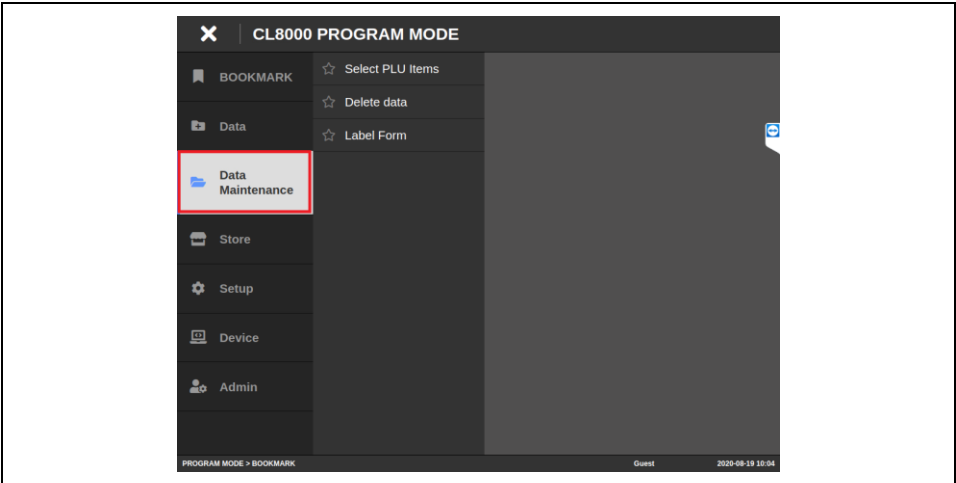 CL8000 PROGRAM MODE
BOOKMARK
Data
Data
Maintenance
Store
Setup
Device
Admin
Select PLU Items
Delete data
Label Form
PROGRAM MODE > BOOKMARK
Guest
2020-08-19 10:04